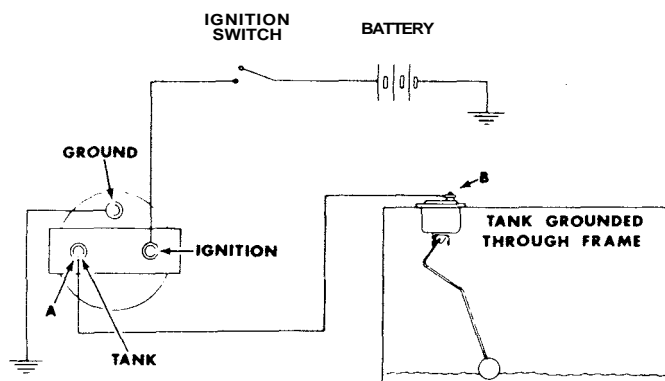 IGNITION
SWITCH
BATTERY
GROUND
B
TANK GROUNDED
THROUGH FRAME
IGNITION
A
TANK